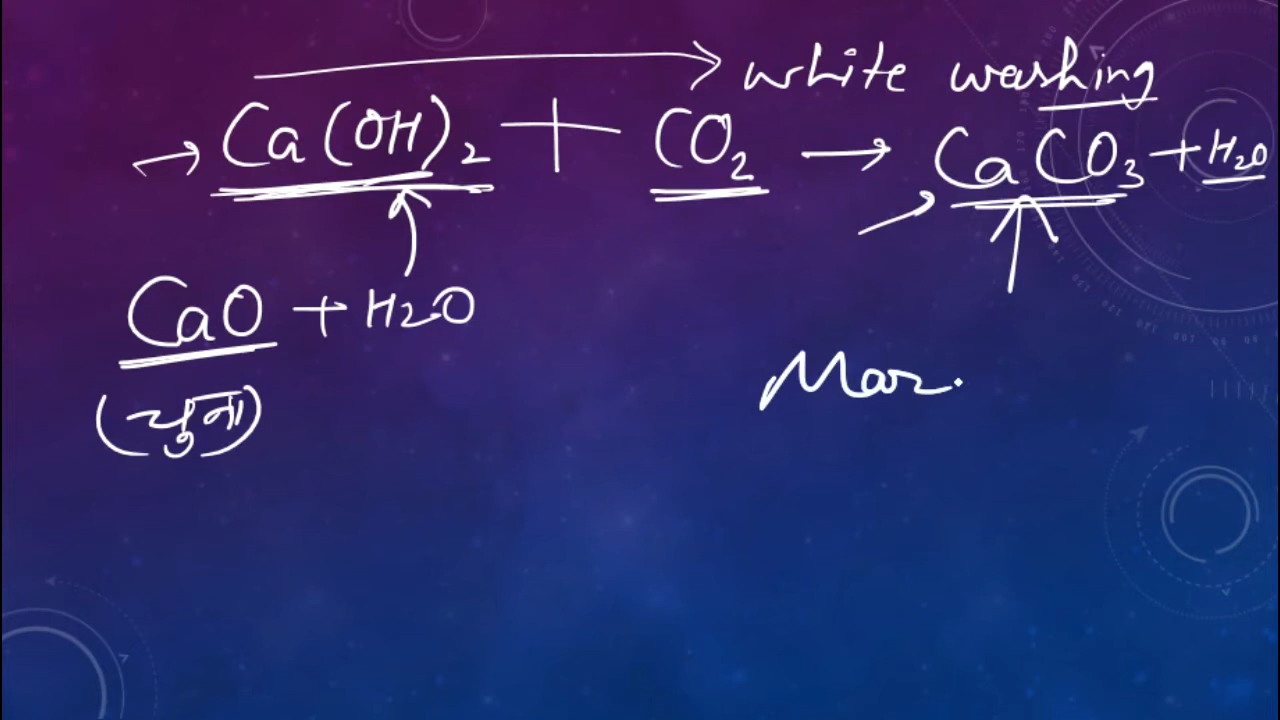 white washing
Ca(OH)2 + CO2 → CaCO3 + H2O
CaO + H2O
(चुना)
Mar.